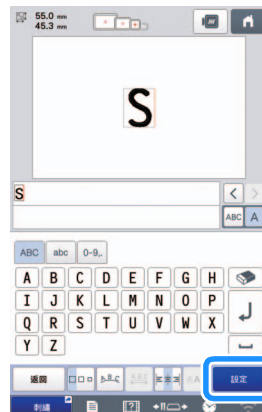 55.0 mm
45.3 mm
S
S
ABC A
ABC abc 0-9,.
A B C D E F G H
I J K L M N O P
Q R S T U V W X
Y Z
返回 設定
刺繡